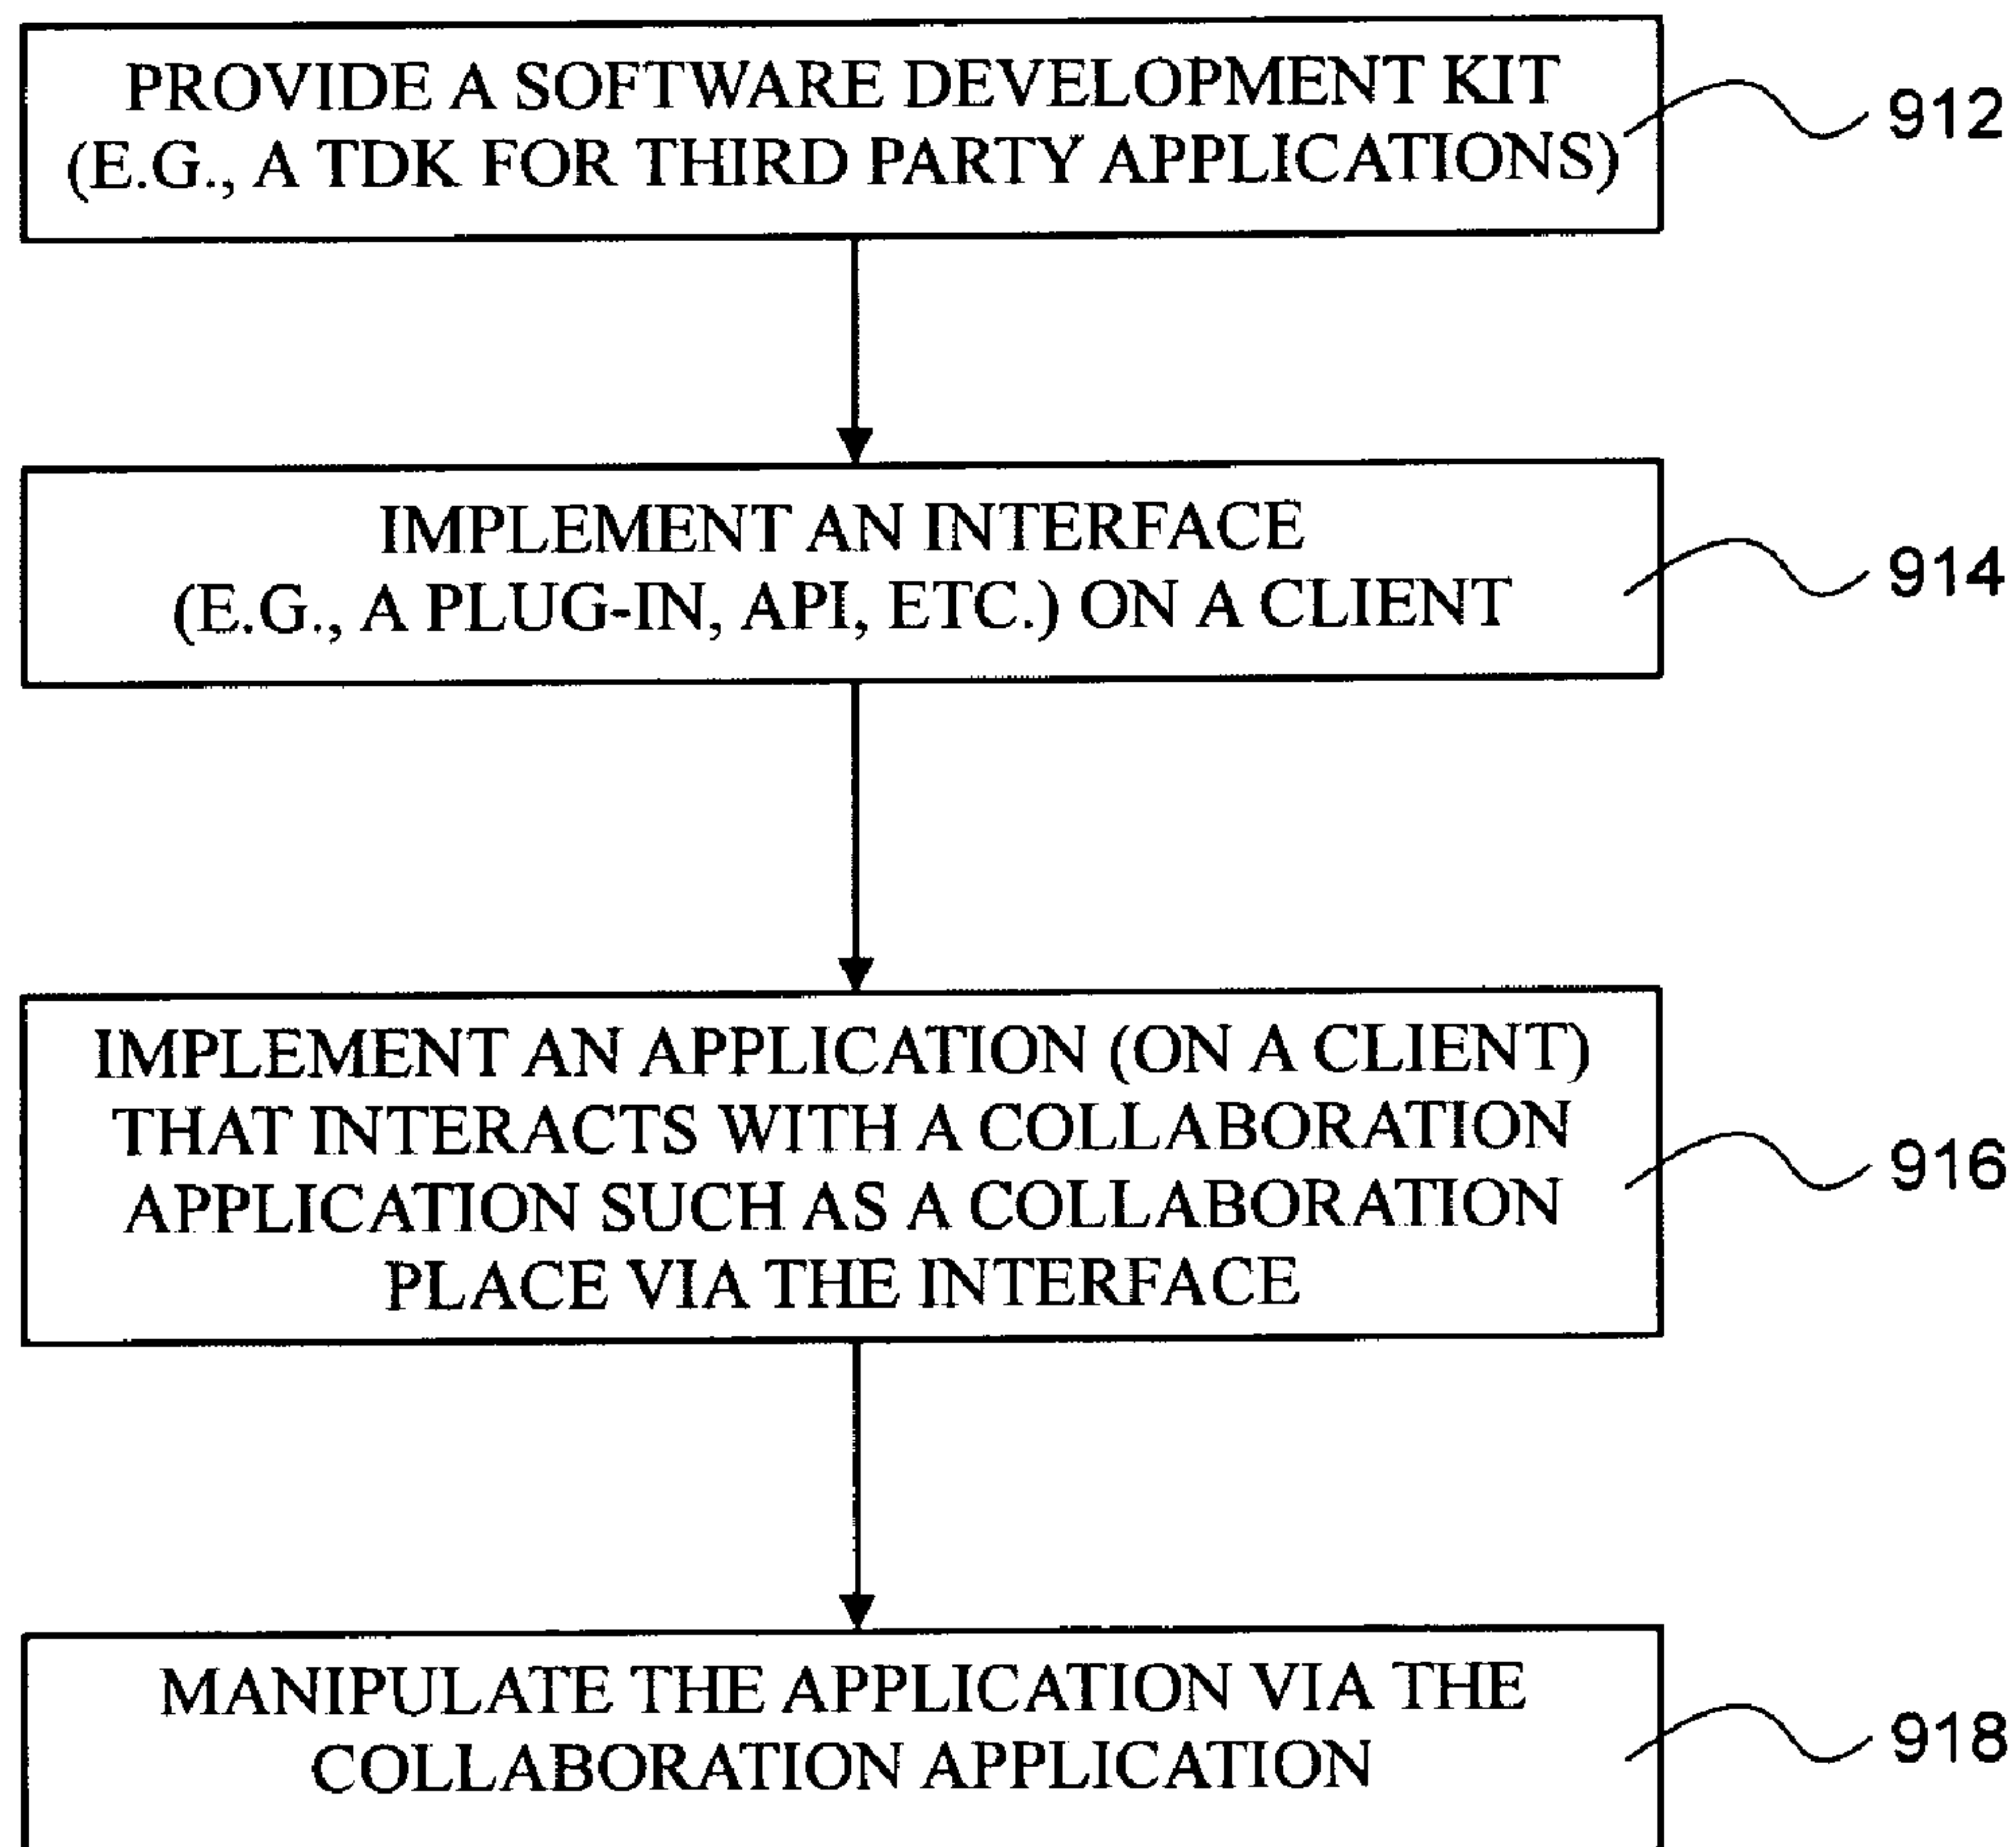 PROVIDE A SOFTWARE DEVELOPMENT KIT
(E.G., A TDK FOR THIRD PARTY APPLICATIONS)
912
IMPLEMENT AN INTERFACE
(E.G., A PLUG-IN, API, ETC.) ON A CLIENT
914
IMPLEMENT AN APPLICATION (ON A CLIENT)
THAT INTERACTS WITH A COLLABORATION
APPLICATION SUCH AS A COLLABORATION
PLACE VIA THE INTERFACE
916
MANIPULATE THE APPLICATION VIA THE
COLLABORATION APPLICATION
918